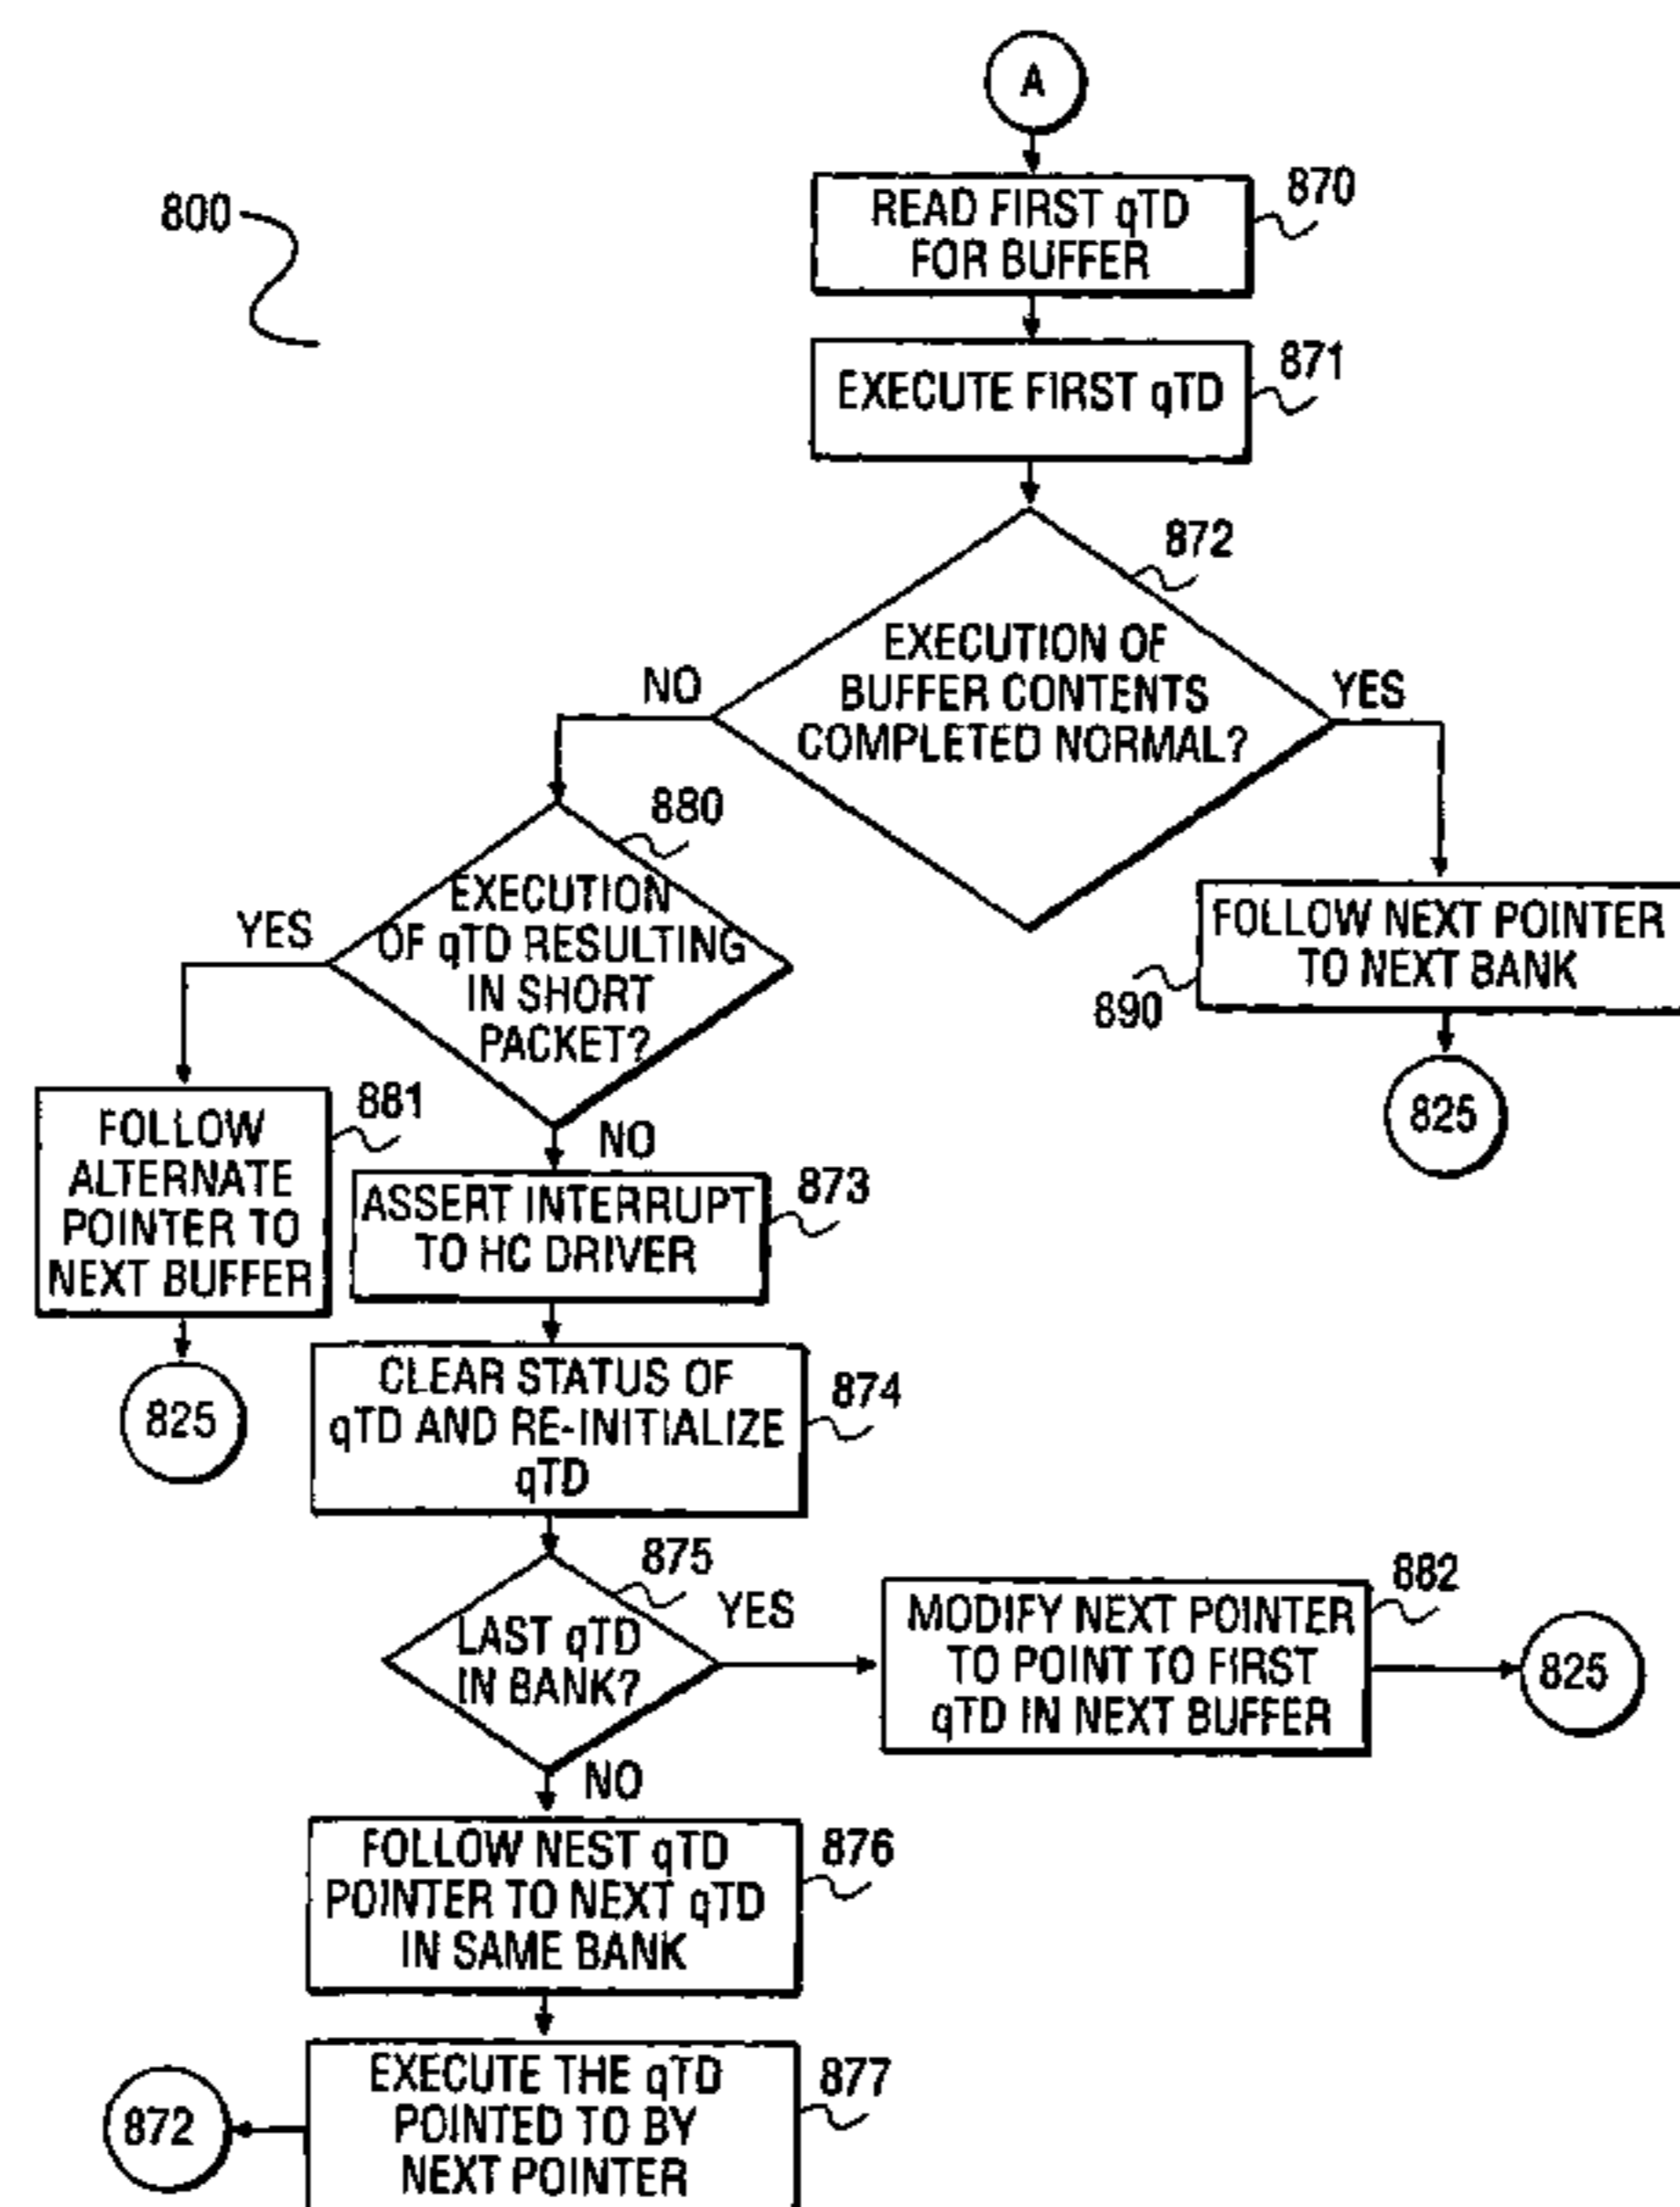 A
800
READ FIRST qTD
FOR BUFFER
870
EXECUTE FIRST qTD
871
872
EXECUTION OF
BUFFER CONTENTS
COMPLETED NORMAL?
NO
YES
880
EXECUTION
OF qTD RESULTING
IN SHORT
PACKET?
YES
NO
FOLLOW NEXT POINTER
TO NEXT BANK
890
825
FOLLOW
ALTERNATE
POINTER TO
NEXT BUFFER
881
825
ASSERT INTERRUPT
TO HC DRIVER
873
CLEAR STATUS OF
qTD AND RE-INITIALIZE
qTD
874
875
LAST qTD
IN BANK?
YES
NO
MODIFY NEXT POINTER
TO POINT TO FIRST
qTD IN NEXT BUFFER
882
825
FOLLOW NEST qTD
POINTER TO NEXT qTD
IN SAME BANK
876
EXECUTE THE qTD
POINTED TO BY
NEXT POINTER
877
872